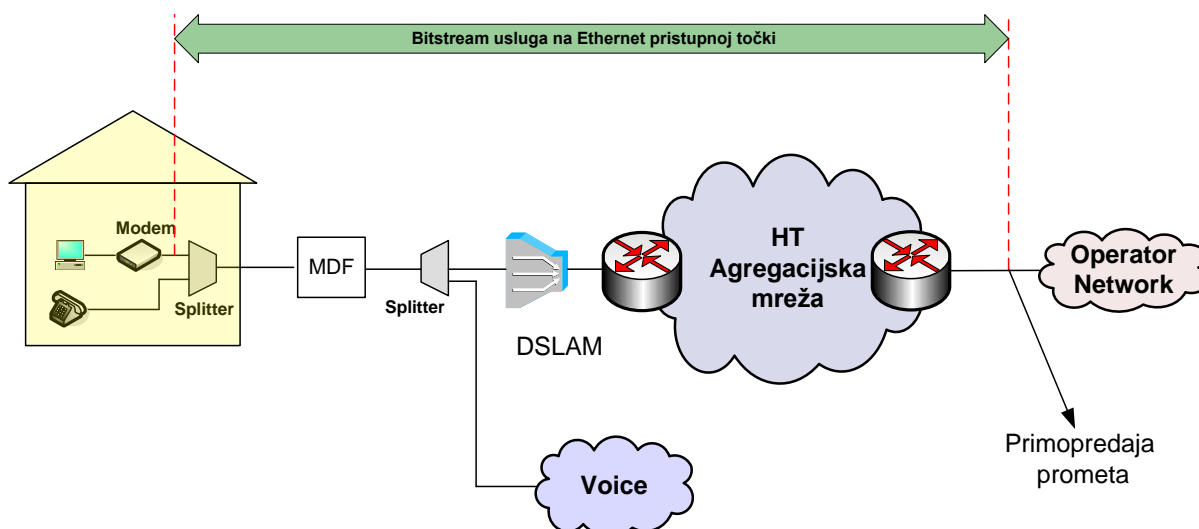 Bitstream usluga na Ethernet pristupnoj točki
Modem
Splitter
MDF
Splitter
DSLAM
HT
Agregacijska
mreža
Operator
Network
Voice
Primopredaja
prometa